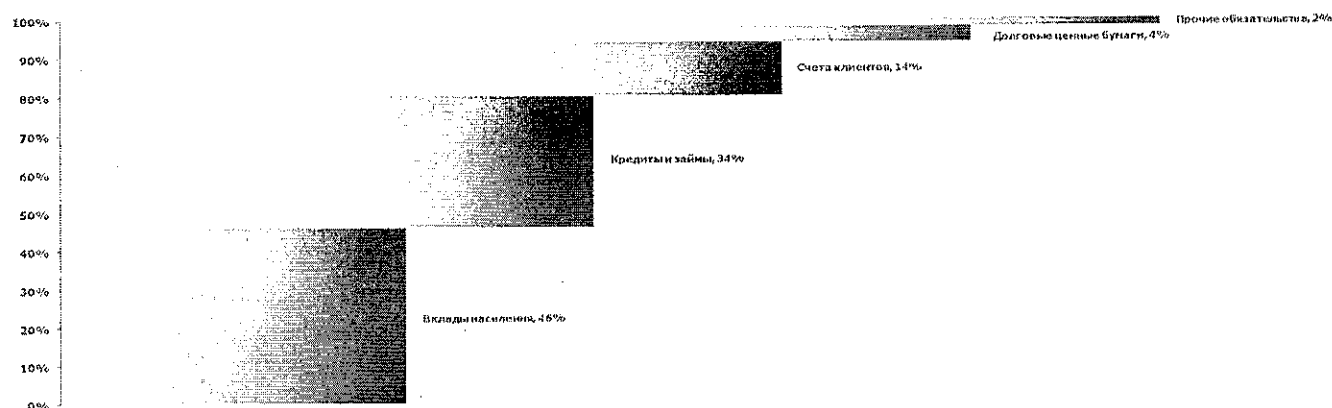 100%
Прочие обязательства, 2%
Долговые ценные бумаги, 4%
90%
Счета клиентов, 14%
80%
70%
Кредиты и займы, 34%
60%
50%
40%
30%
Вклады населения, 46%
20%
10%
0%